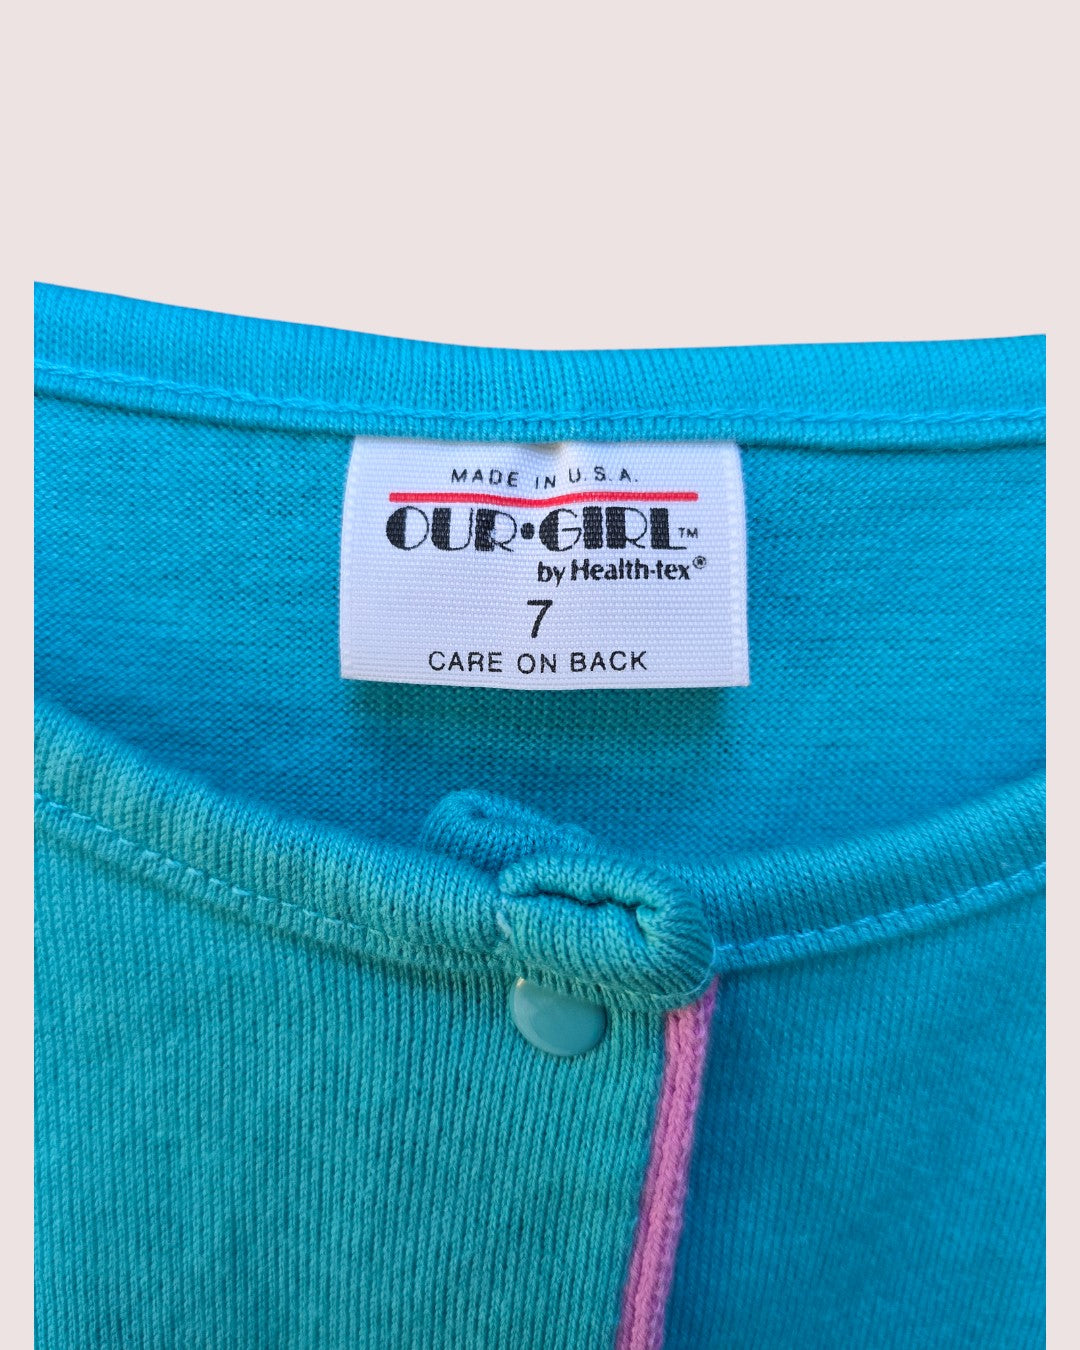 MADE IN U.S.A.
OUR•GIRL™
by Health-tex®
7
CARE ON BACK